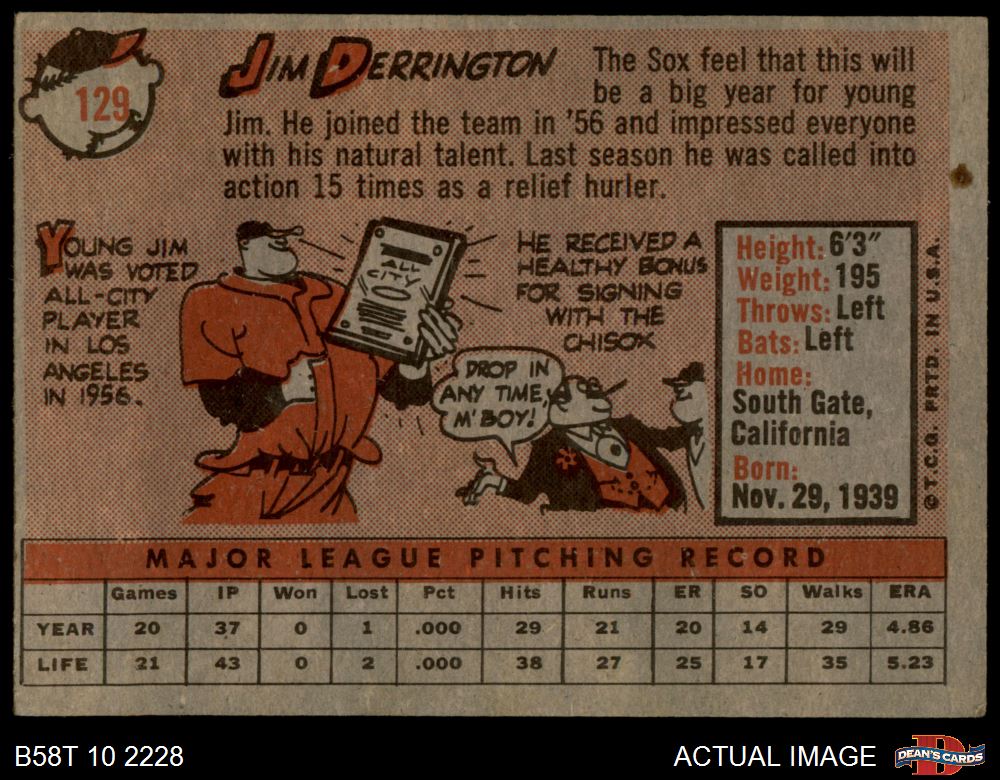 129
JIM DERRINGTON
The Sox feel that this will
be a big year for young
Jim. He joined the team in '56 and impressed everyone
with his natural talent. Last season he was called into
action 15 times as a relief hurler.
YOUNG JIM
WAS VOTED
ALL-CITY
PLAYER
IN LOS
ANGELES
IN 1956.
ALL
CITY
HE RECEIVED A
HEALTHY BONUS
FOR SIGNING
WITH THE
CHISOX
DROP IN
ANY TIME,
M'BOY!
Height: 6'3"
Weight: 195
Throws: Left
Bats: Left
Home:
South Gate,
California
Born:
Nov. 29, 1939
© T.C.G. PRTD. IN U.S.A.
MAJOR LEAGUE PITCHING RECORD
Games IP Won Lost Pct Hits Runs ER SO Walks ERA
YEAR 20 37 0 1 .000 29 21 20 14 29 4.86
LIFE 21 43 0 2 .000 38 27 25 17 35 5.23
B58T 10 2228
ACTUAL IMAGE
D
DEAN'S CARDS